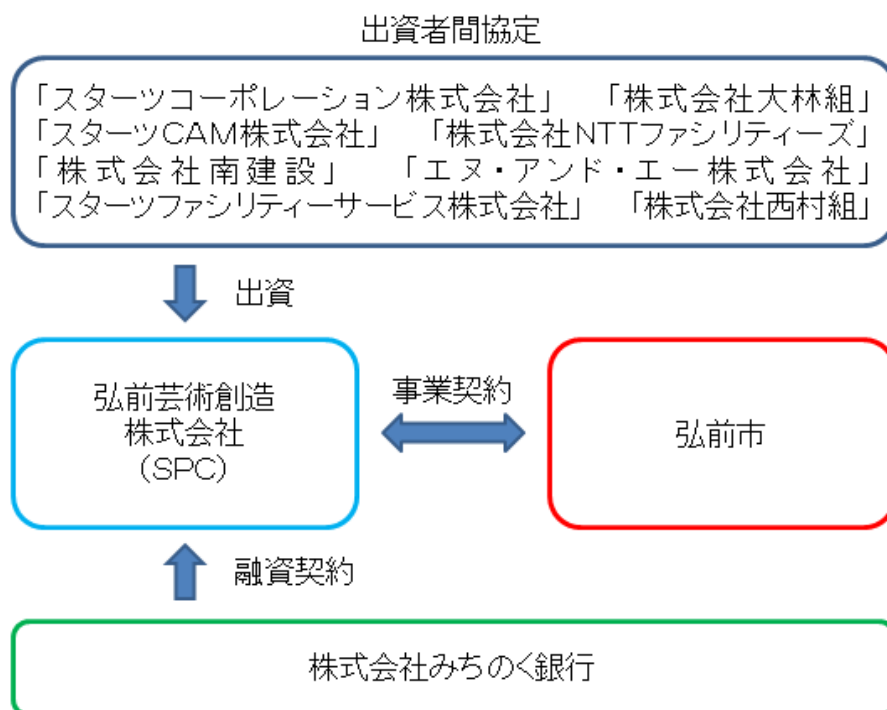 出資者間協定
「スターツコーポレーション株式会社」 「株式会社大林組」
「スターツCAM株式会社」 「株式会社NTTファシリティーズ」
「株式会社南建設」 「エヌ・アンド・エー株式会社」
「スターツファシリティーサービス株式会社」 「株式会社西村組」
出資
弘前芸術創造
株式会社
(SPC)
事業契約
弘前市
融資契約
株式会社みちのく銀行